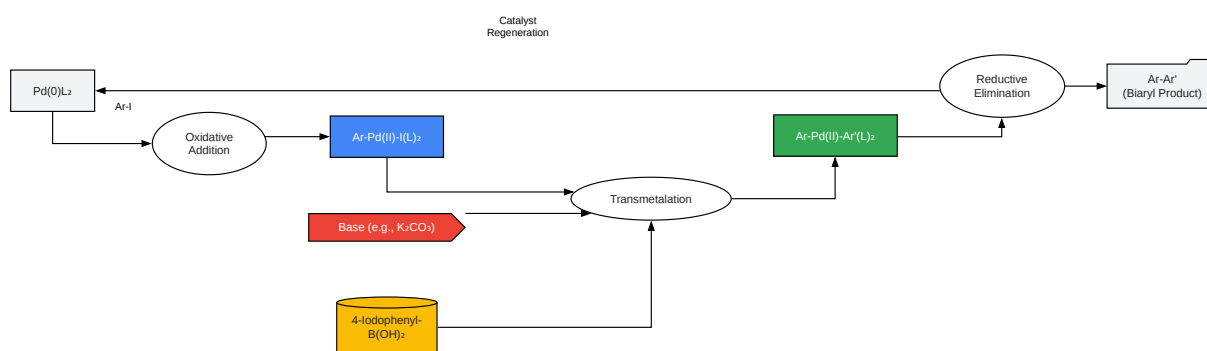 Catalyst
Regeneration
Pd(0)L₂
Ar-I
Oxidative
Addition
Ar-Pd(II)-I(L)₂
Base (e.g., K₂CO₃)
4-Iodophenyl-
B(OH)₂
Transmetalation
Ar-Pd(II)-Ar'(L)₂
Reductive
Elimination
Ar-Ar'
(Biaryl Product)